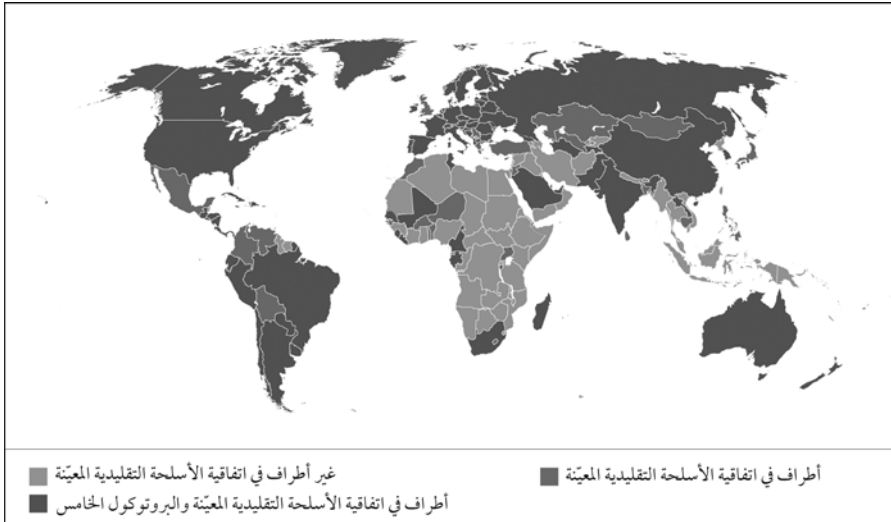 أطراف في اتفاقية الأسلحة التقليدية المعيّنة
غير أطراف في اتفاقية الأسلحة التقليدية المعيّنة
أطراف في اتفاقية الأسلحة التقليدية المعيّنة والبروتوكول الخامس